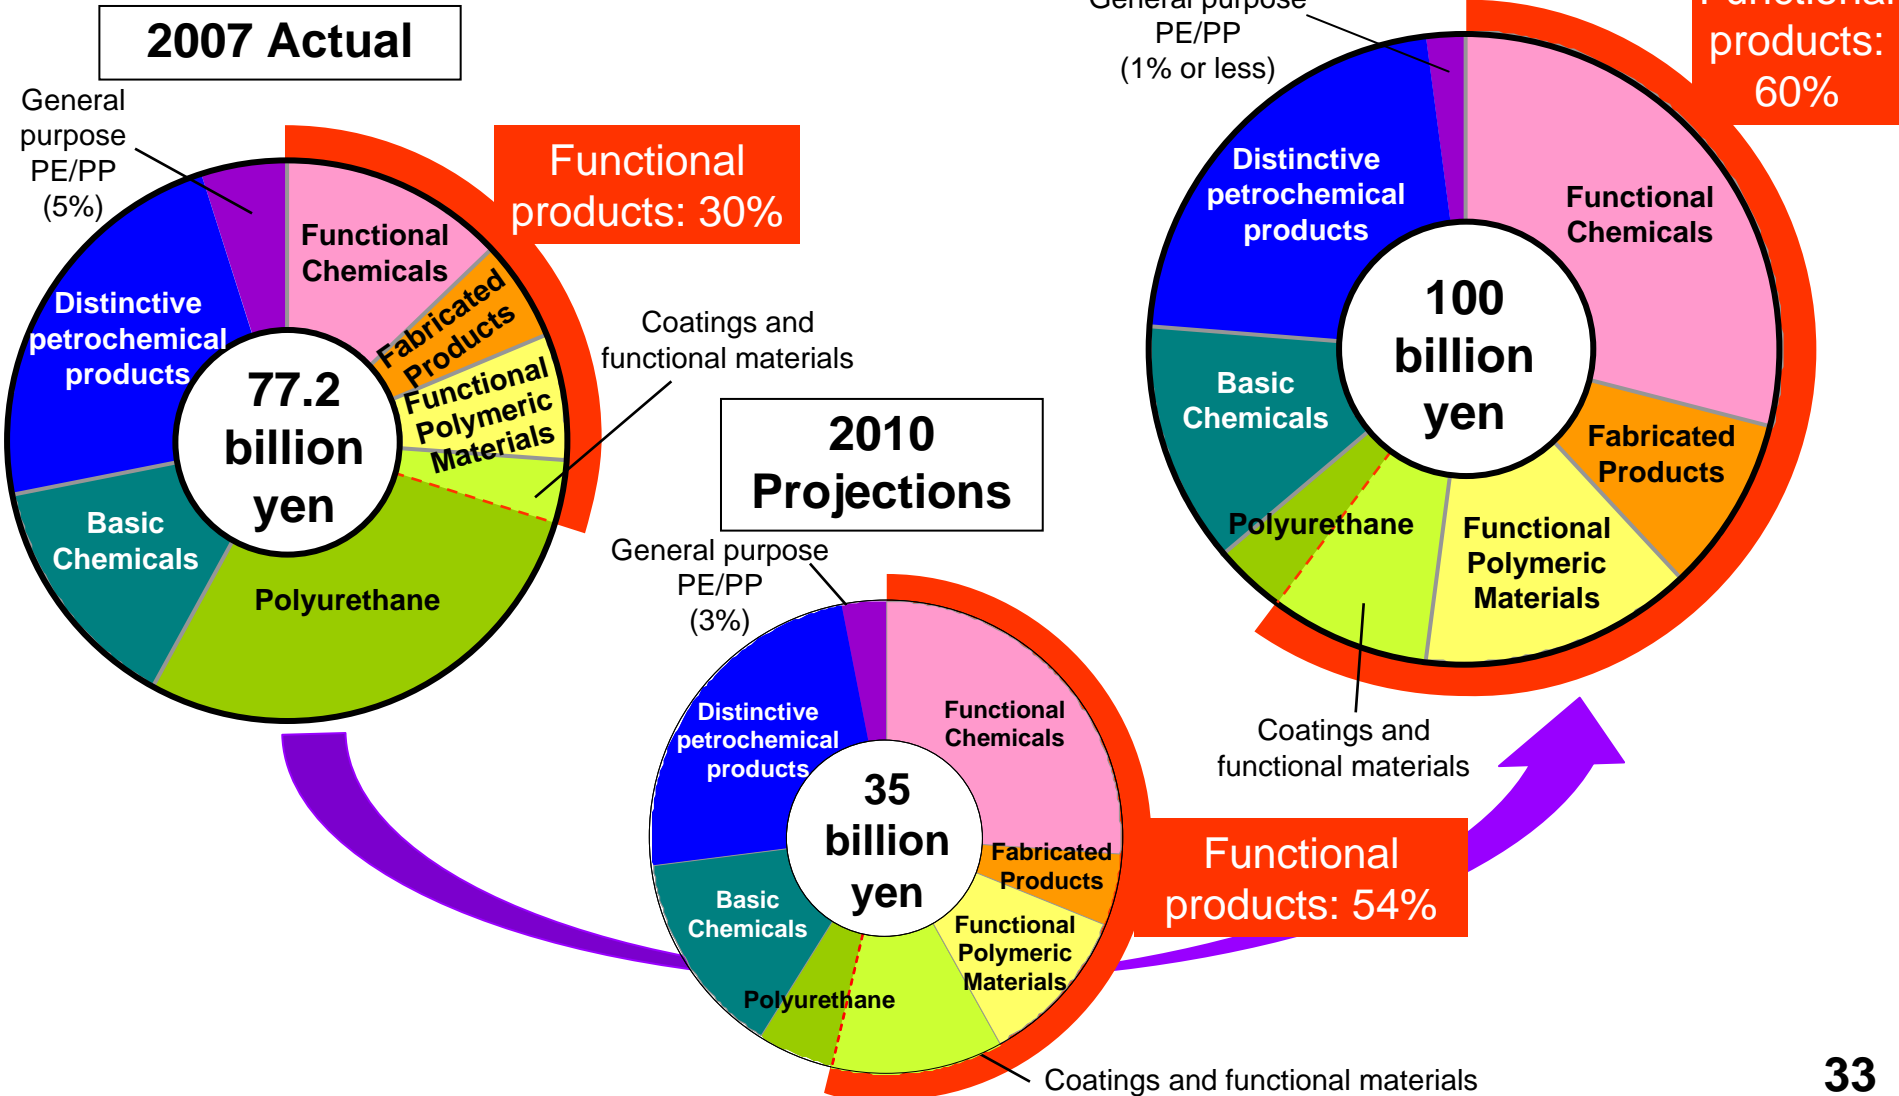 2007 Actual
General
purpose
PE/PP
(5%)
Functional
products: 30%
Functional
Chemicals
Fabricated
Products
Functional
Polymeric
Materials
Coatings and
functional materials
Distinctive
petrochemical
products
77.2
billion
yen
Basic
Chemicals
Polyurethane
2010
Projections
General purpose
PE/PP
(3%)
Functional
Chemicals
Distinctive
petrochemical
products
35
billion
yen
Fabricated
Products
Functional
Polymeric
Materials
Basic
Chemicals
Polyurethane
Coatings and functional materials
Functional
products: 54%
General purpose
PE/PP
(1% or less)
Functional
products:
60%
Distinctive
petrochemical
products
Functional
Chemicals
100
billion
yen
Basic
Chemicals
Fabricated
Products
Polyurethane
Functional
Polymeric
Materials
Coatings and
functional materials
33